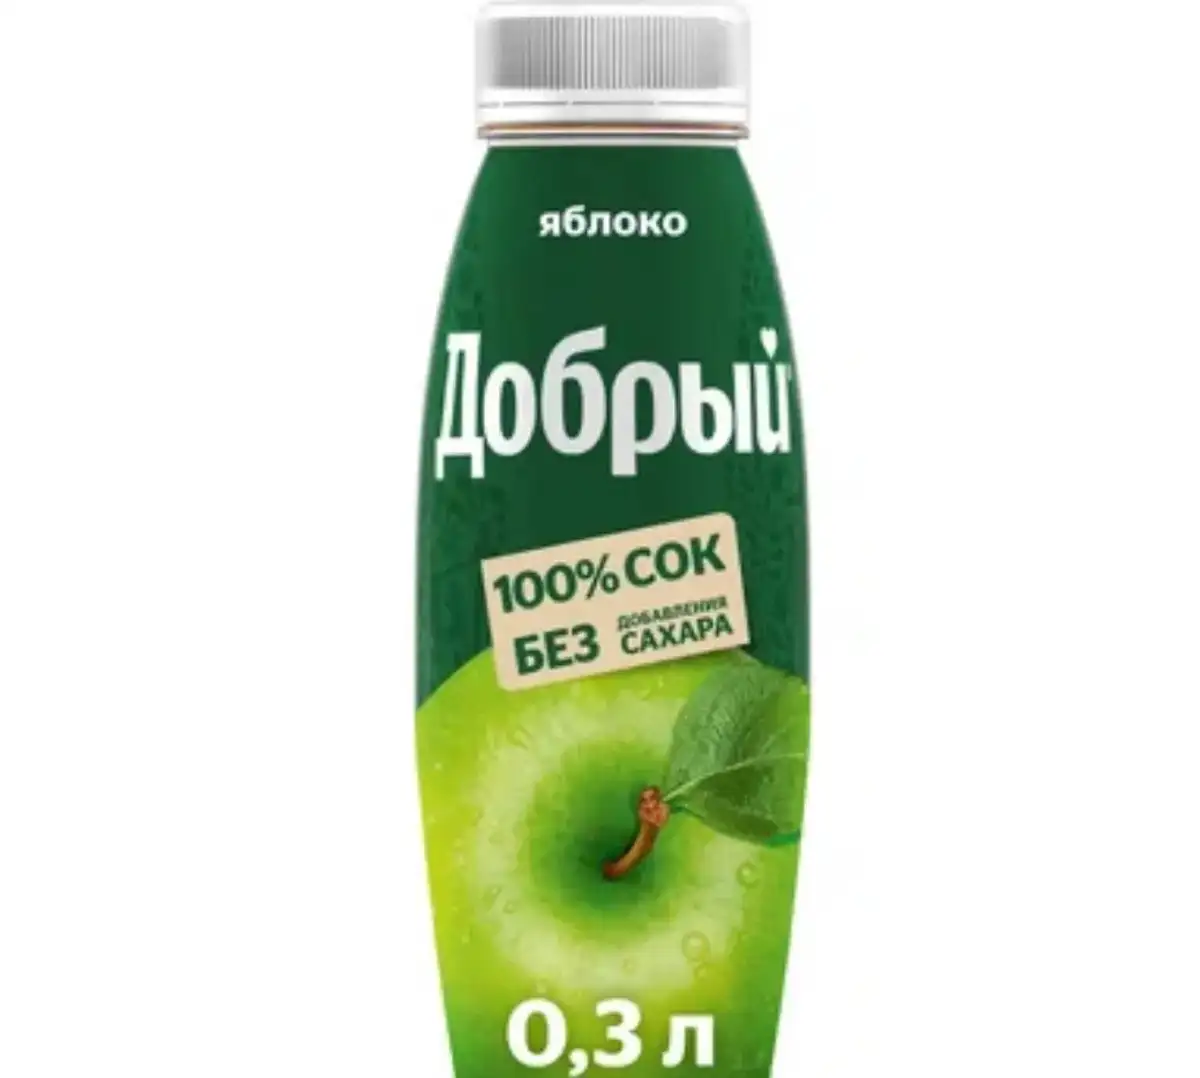 яблоко
Добрый
100% СОК
БЕЗ ДОБАВЛЕНИЯ
САХАРА
0,3 л